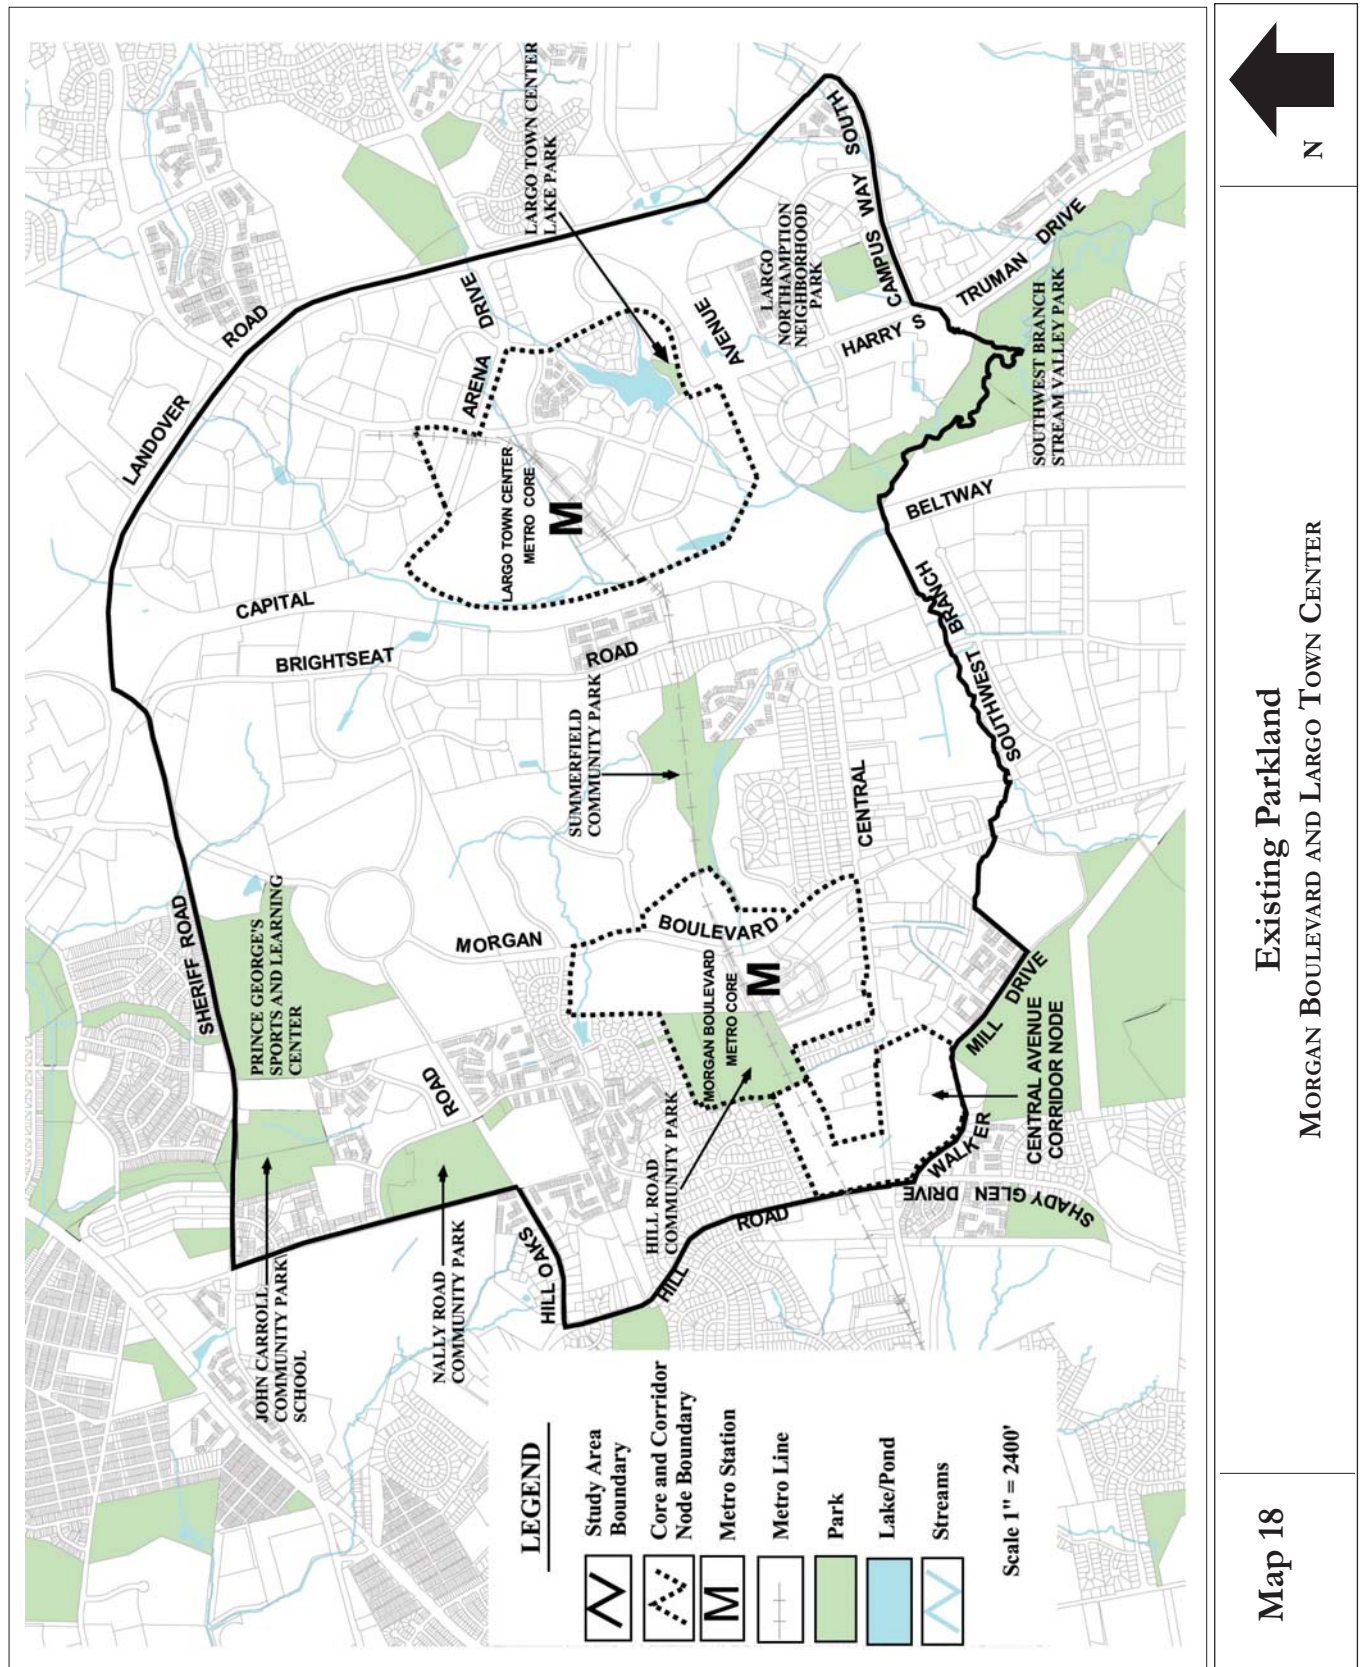 JOHN CARROLL
COMMUNITY PARK/
SCHOOL
PRINCE GEORGE'S
SPORTS AND LEARNING
CENTER
SHERIFF ROAD
LANDOVER
ROAD
NALLY ROAD
COMMUNITY PARK
ROAD
MORGAN
BRIGHTSEAT
ROAD
CAPITAL
ARENA
DRIVE
LARGO TOWN CENTER
LAKE PARK
LARGO TOWN CENTER
METRO CORE
M
HILL OAKS
SUMMERFIELD
COMMUNITY PARK
HILL ROAD
COMMUNITY PARK
HILL
ROAD
MORGAN BOULEVARD
METRO CORE
M
BOULEVARD
CENTRAL
AVENUE
LARGO
NORTHAMPTON
NEIGHBORHOOD
PARK
CAMPUS WAY SOUTH
HARRY S
TRUMAN DRIVE
SHADY GLEN DRIVE
WALKER
MILL DRIVE
CENTRAL AVENUE
CORRIDOR NODE
SOUTHWEST BRANCH
BELTWAY
SOUTHWEST BRANCH
STREAM VALLEY PARK
LEGEND
Study Area
Boundary
Core and Corridor
Node Boundary
M Metro Station
Metro Line
Park
Lake/Pond
Streams
Scale 1" = 2400'
Map 18
Existing Parkland
MORGAN BOULEVARD AND LARGO TOWN CENTER
N